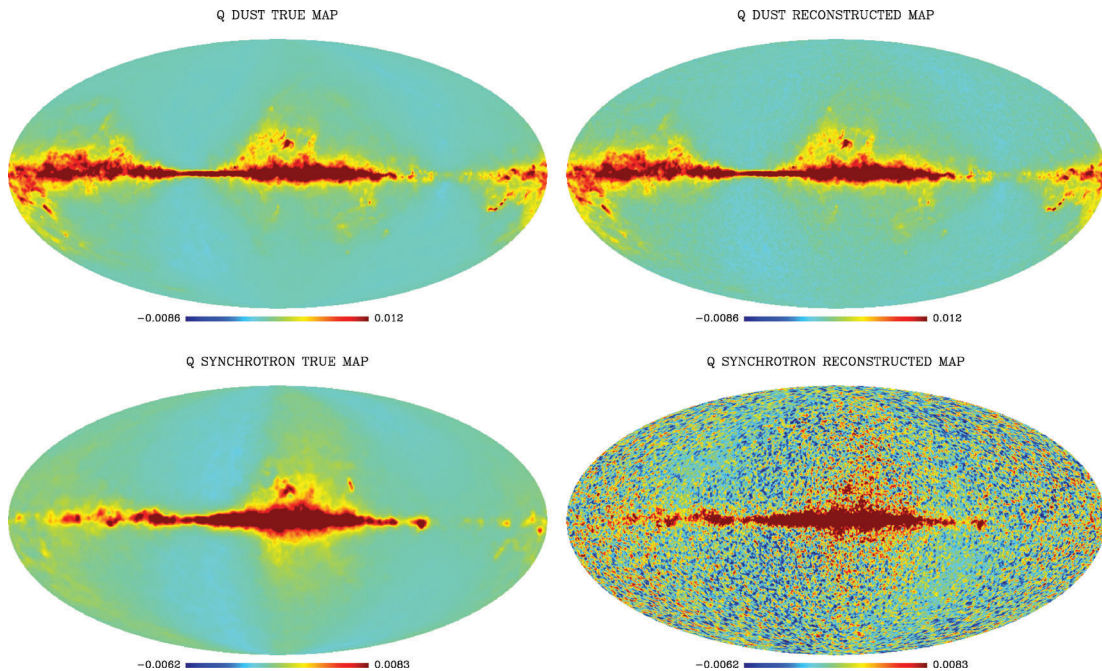 Q DUST TRUE MAP
Q DUST RECONSTRUCTED MAP
−0.0086 0.012
−0.0086 0.012
Q SYNCHROTRON TRUE MAP
Q SYNCHROTRON RECONSTRUCTED MAP
−0.0062 0.0083
−0.0062 0.0083